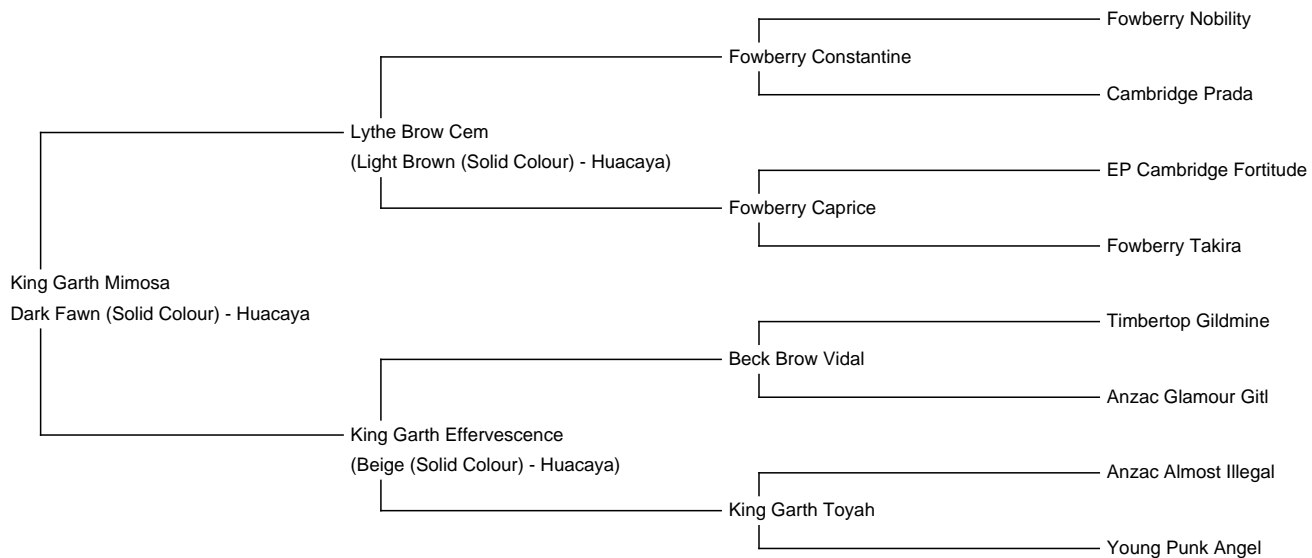 Fowberry Nobility
Fowberry Constantine
Cambridge Prada
Lythe Brow Cem
(Light Brown (Solid Colour) - Huacaya)
EP Cambridge Fortitude
Fowberry Caprice
Fowberry Takira
King Garth Mimosa
Dark Fawn (Solid Colour) - Huacaya
Timbertop Gildmine
Beck Brow Vidal
Anzac Glamour Gitl
King Garth Effervescence
(Beige (Solid Colour) - Huacaya)
Anzac Almost Illegal
King Garth Toyah
Young Punk Angel